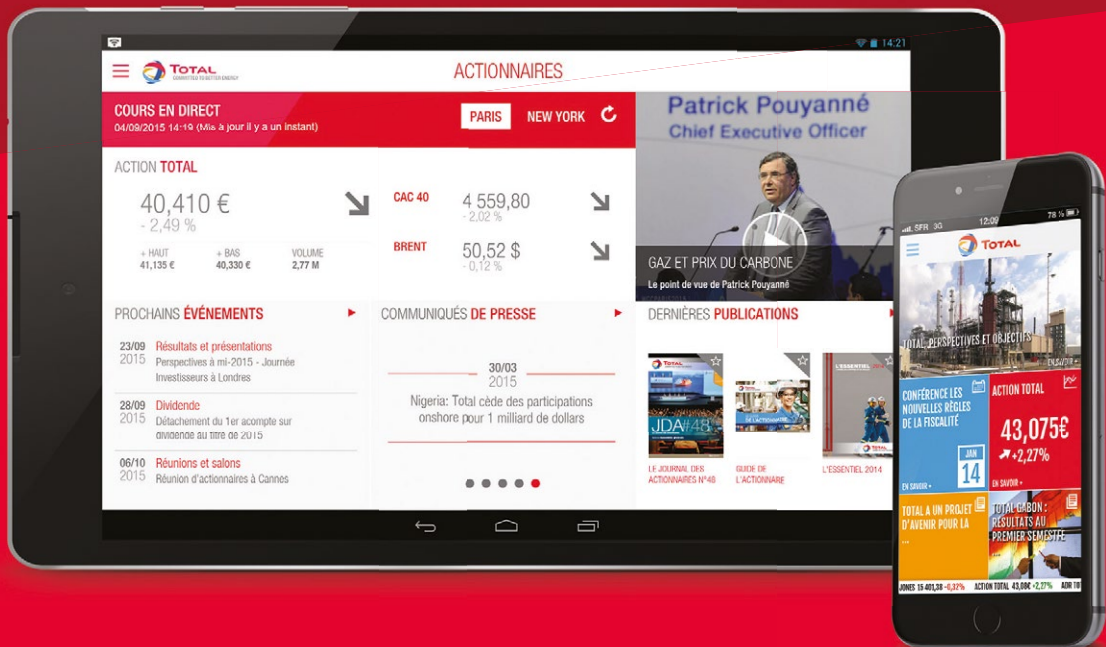 14:21
TOTAL
COMMITTED TO BETTER ENERGY
ACTIONNAIRES
COURS EN DIRECT
04/09/2015 14:19 (Mis à jour il y a un instant)
PARIS NEW YORK
ACTION TOTAL
40,410 €
- 2,49 %
+ HAUT + BAS VOLUME
41,135 € 40,330 € 2,77 M
CAC 40 4 559,80
- 2,02 %
BRENT 50,52 $
- 0,12 %
Patrick Pouyanné
Chief Executive Officer
GAZ ET PRIX DU CARBONE
Le point de vue de Patrick Pouyanné
PROCHAINS ÉVÉNEMENTS
23/09 Résultats et présentations
2015 Perspectives à mi-2015 - Journée
Investisseurs à Londres
28/09 Dividende
2015 Détachement du 1er acompte sur
dividende au titre de 2015
06/10 Réunions et salons
2015 Réunion d'actionnaires à Cannes
COMMUNIQUÉS DE PRESSE
30/03
2015
Nigeria: Total cède des participations
onshore pour 1 milliard de dollars
DERNIÈRES PUBLICATIONS
TOTAL
JDA#48
DE L'ACTIONNAIRE
L'ESSENTIEL
TOTAL
LE JOURNAL DES
ACTIONNAIRES N°48
GUIDE DE
L'ACTIONNARE
L'ESSENTIEL 2014
SFR 3G 12:09 78 %
TOTAL
TOTAL, PERSPECTIVES ET OBJECTIFS
EN SAVOIR +
CONFÉRENCE LES
NOUVELLES RÈGLES
DE LA FISCALITÉ
JAN
14
EN SAVOIR +
ACTION TOTAL
43,075€
+2,27%
EN SAVOIR +
TOTAL A UN PROJET
D'AVENIR POUR LA
...
TOTAL GABON :
RÉSULTATS AU
PREMIER SEMESTRE
JONES 15 401,38 -0,32% ACTION TOTAL 43,08€ +2,27% ADR TO